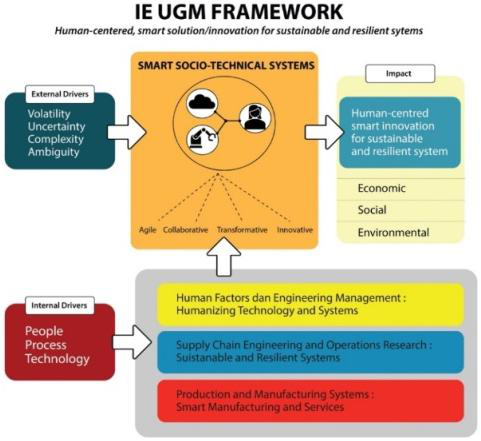 IE UGM FRAMEWORK
Human-centered, smart solution/innovation for sustainable and resilient sytems
External Drivers
Volatility
Uncertainty
Complexity
Ambiguity
SMART SOCIO-TECHNICAL SYSTEMS
Agile Collaborative Transformative Innovative
Impact
Human-centred
smart innovation
for sustainable
and resilient system
Economic
Social
Environmental
Internal Drivers
People
Process
Technology
Human Factors dan Engineering Management :
Humanizing Technology and Systems
Supply Chain Engineering and Operations Research :
Suistanable and Resilient Systems
Production and Manufacturing Systems :
Smart Manufacturing and Services